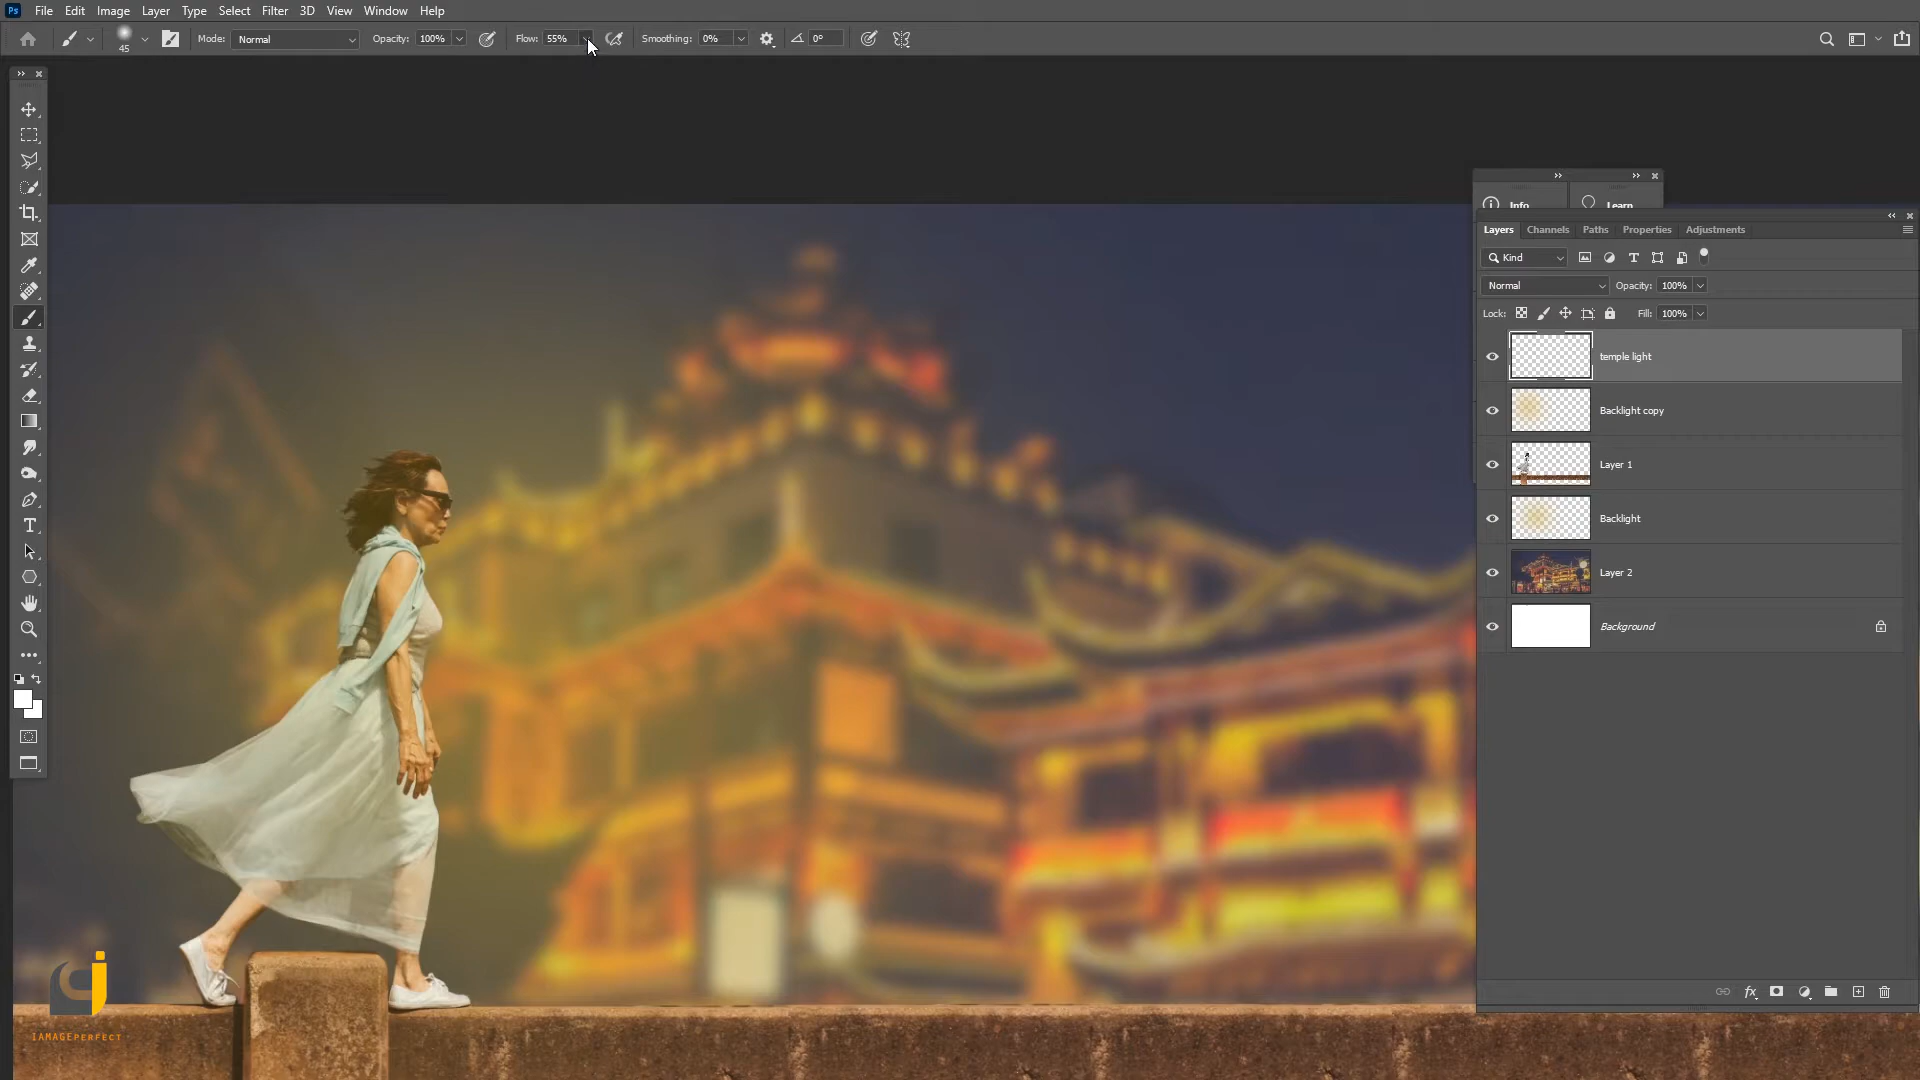 Ps File Edit Image Layer Type Select Filter 3D View Window Help
45 Mode: Normal Opacity: 100% Flow: 55% Smoothing: 0% 0°
Info Learn
Layers Channels Paths Properties Adjustments
Kind
Normal Opacity: 100%
Lock: Fill: 100%
temple light
Backlight copy
Layer 1
Backlight
Layer 2
Background
fx
IAMAGEPERFECT